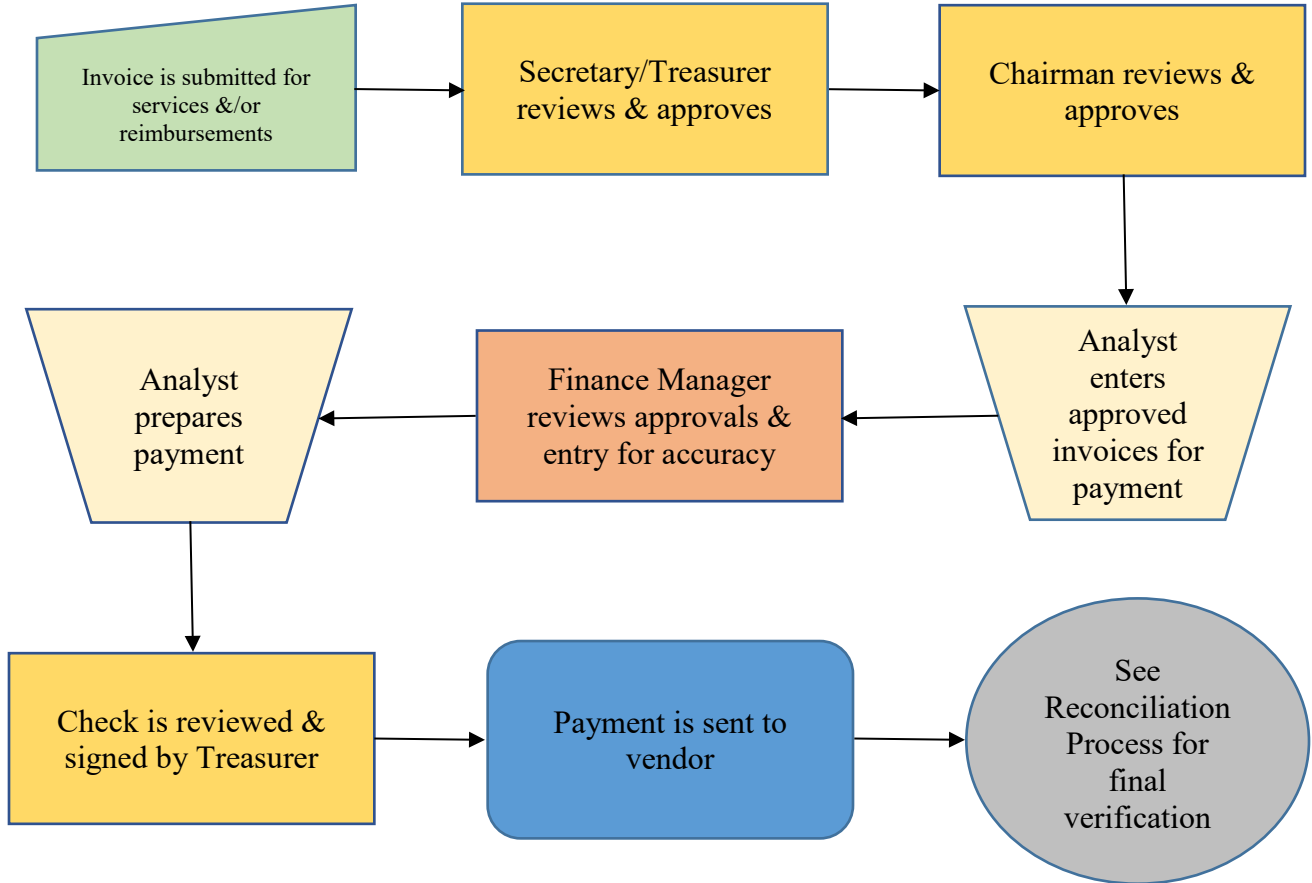 Invoice is submitted for
services &/or
reimbursements
Secretary/Treasurer
reviews & approves
Chairman reviews &
approves
Analyst
enters
approved
invoices for
payment
Finance Manager
reviews approvals &
entry for accuracy
Analyst
prepares
payment
Check is reviewed &
signed by Treasurer
Payment is sent to
vendor
See
Reconciliation
Process for
final
verification